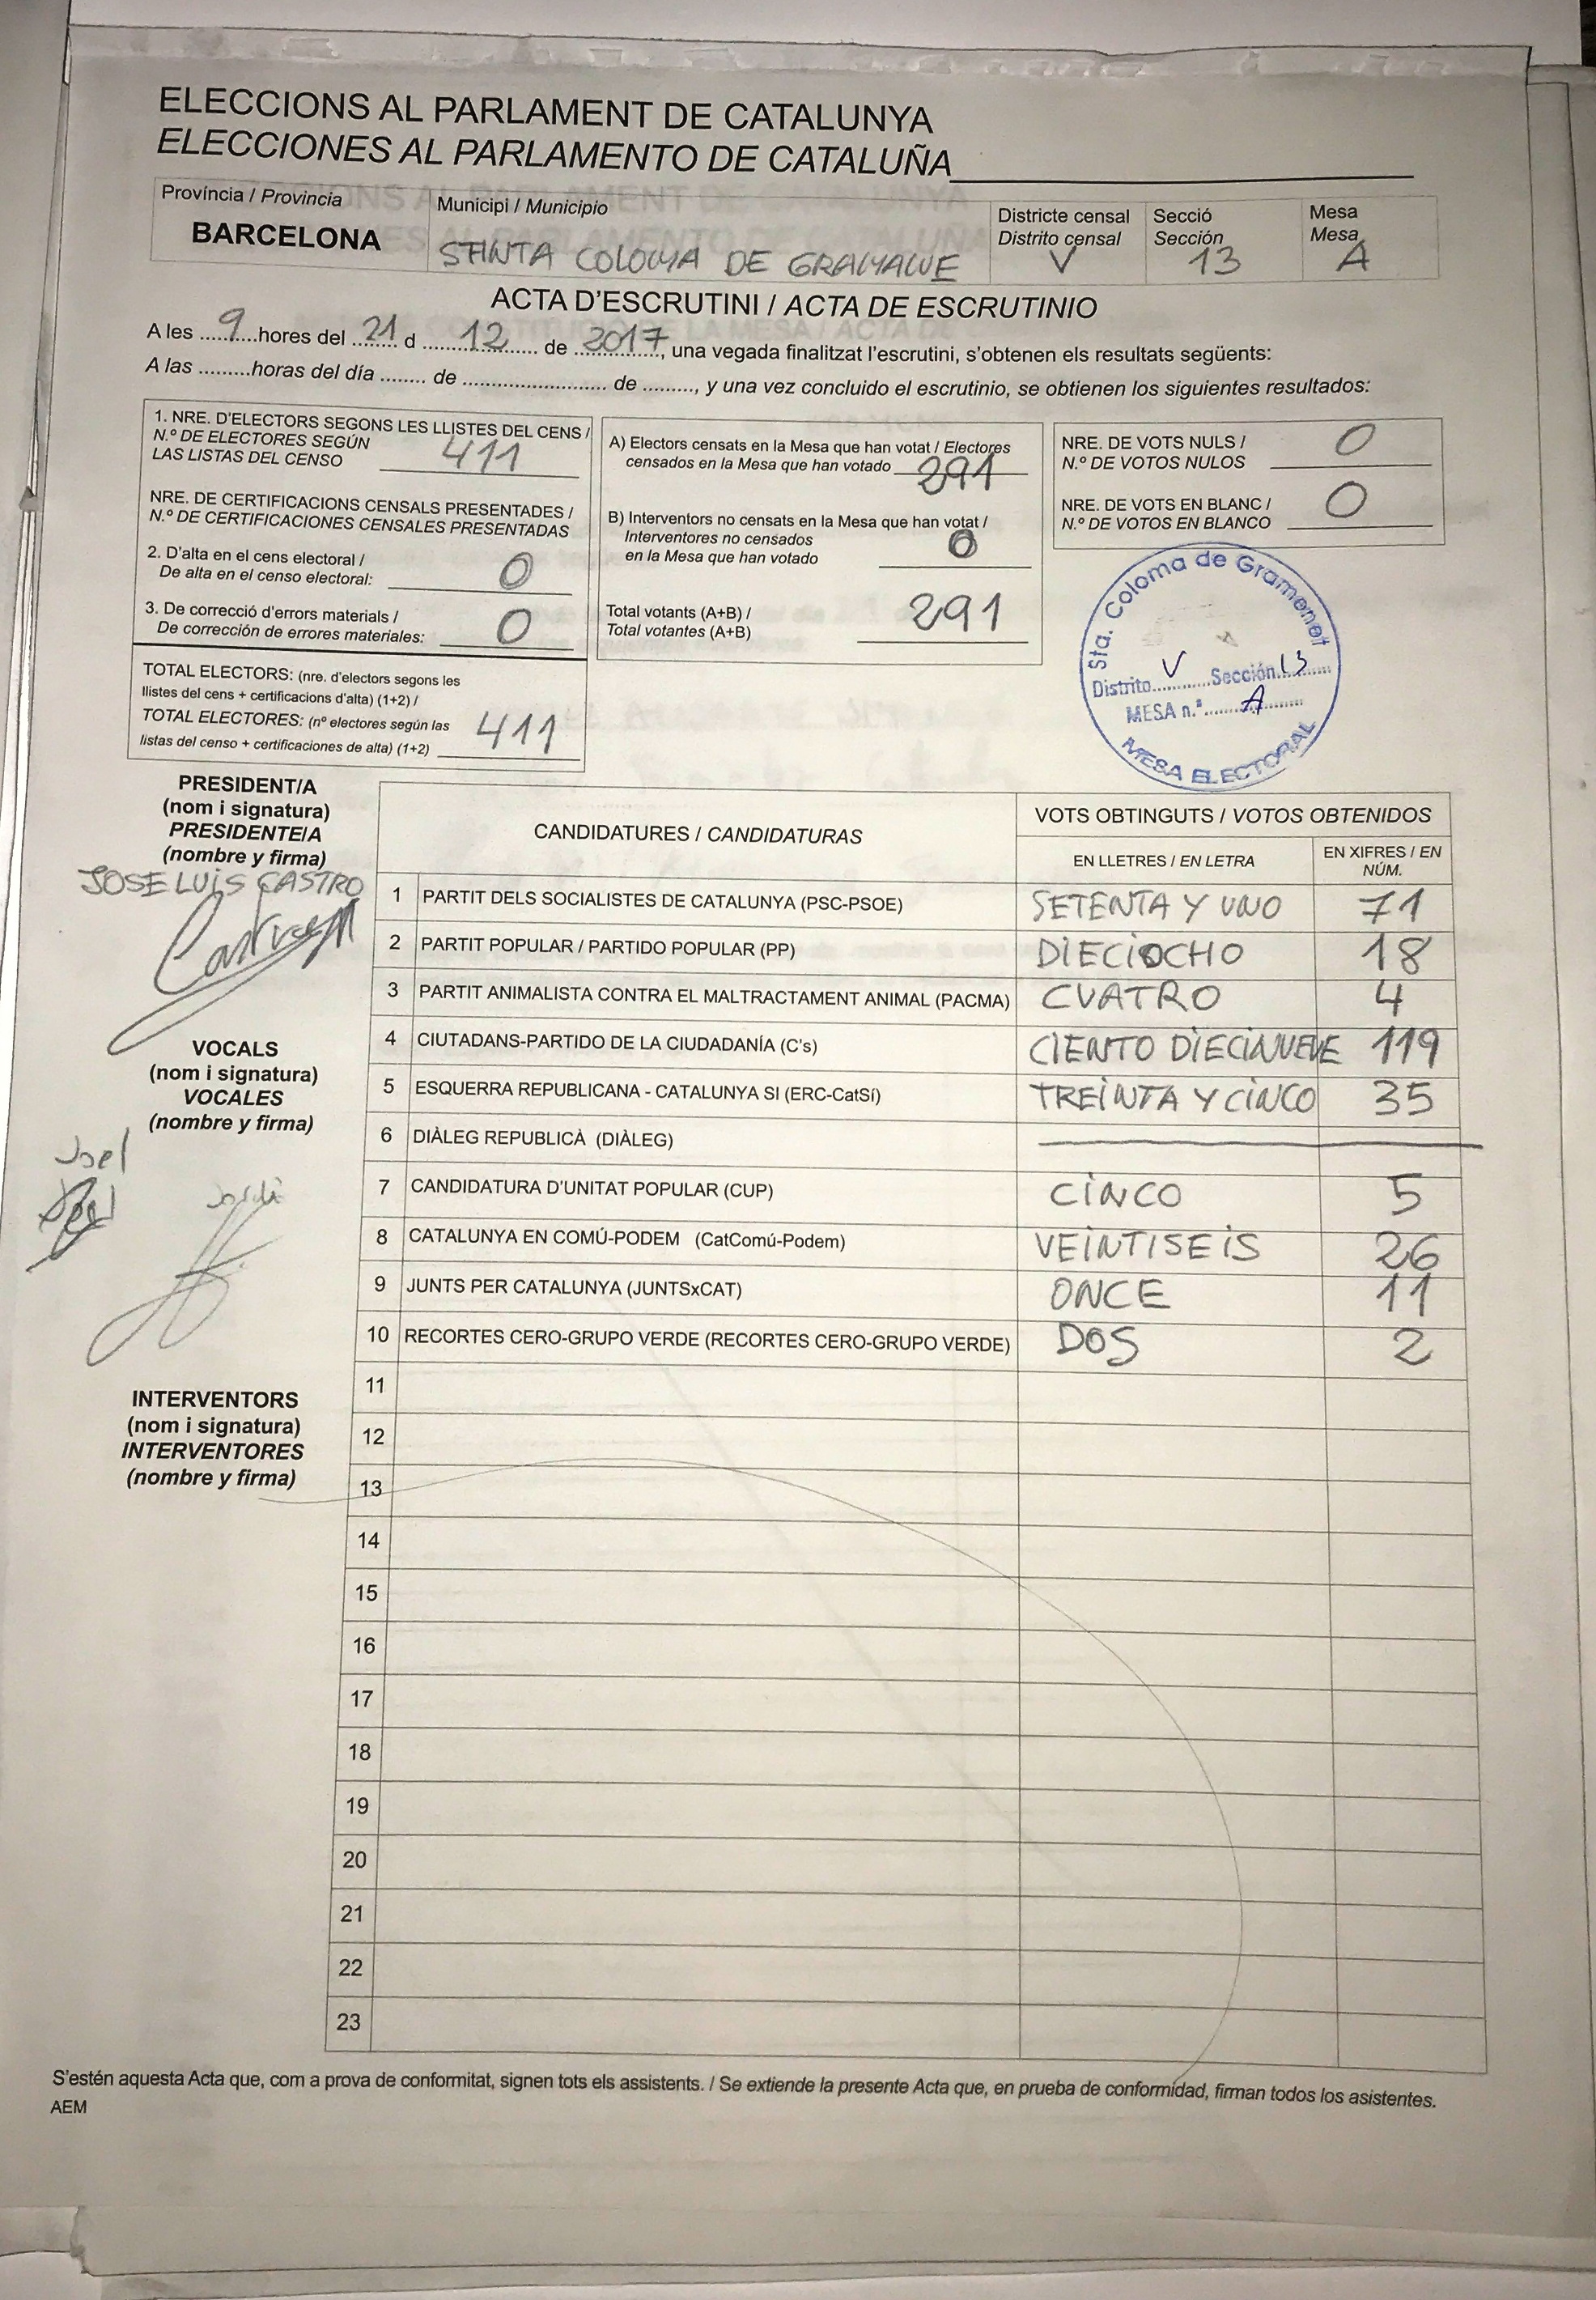 ELECCIONS AL PARLAMENT DE CATALUNYA
ELECCIONES AL PARLAMENTO DE CATALUÑA
Província / Provincia
BARCELONA
Municipi / Municipio
SANTA COLOMA DE
Districte censal
Distrito censal
V
Secció
Sección
13
Mesa
Mesa
A
ACTA D'ESCRUTINI / ACTA DE ESCRUTINIO
A les ....9....hores del ..21.. d ......12...... de ..2017.., una vegada finalitzat l'escrutini, s'obtenen els resultats següents:
A las .........horas del día ........ de ............................ de .........., y una vez concluido el escrutinio, se obtienen los siguientes resultados:
1. NRE. D'ELECTORS SEGONS LES LLISTES DEL CENS /
N.º DE ELECTORES SEGÚN
LAS LISTAS DEL CENSO 411
NRE. DE CERTIFICACIONS CENSALS PRESENTADES /
N.º DE CERTIFICACIONES CENSALES PRESENTADAS
2. D'alta en el cens electoral /
De alta en el censo electoral: 0
3. De correcció d'errors materials /
De corrección de errores materiales: 0
TOTAL ELECTORS: (nre. d'electors segons les
llistes del cens + certificacions d'alta) (1+2) /
TOTAL ELECTORES: (nº electores según las
listas del censo + certificaciones de alta) (1+2) 411
A) Electors censats en la Mesa que han votat / Electores
censados en la Mesa que han votado 291
B) Interventors no censats en la Mesa que han votat /
Interventores no censados
en la Mesa que han votado 0
Total votants (A+B) /
Total votantes (A+B) 291
NRE. DE VOTS NULS /
N.º DE VOTOS NULOS 0
NRE. DE VOTS EN BLANC /
N.º DE VOTOS EN BLANCO 0
Sta. Coloma de Gramenet
Distrito....V....Sección.13....
MESA n.º....A....
MESA ELECTORAL
PRESIDENT/A
(nom i signatura)
PRESIDENTE/A
(nombre y firma)
JOSE LUIS CASTRO
VOCALS
(nom i signatura)
VOCALES
(nombre y firma)
Joel
Jordi
INTERVENTORS
(nom i signatura)
INTERVENTORES
(nombre y firma)
CANDIDATURES / CANDIDATURAS
VOTS OBTINGUTS / VOTOS OBTENIDOS
EN LLETRES / EN LETRA
EN XIFRES / EN
NÚM.
1 PARTIT DELS SOCIALISTES DE CATALUNYA (PSC-PSOE) SETENTA Y UNO 71
2 PARTIT POPULAR / PARTIDO POPULAR (PP) DIECIOCHO 18
3 PARTIT ANIMALISTA CONTRA EL MALTRACTAMENT ANIMAL (PACMA) CUATRO 4
4 CIUTADANS-PARTIDO DE LA CIUDADANÍA (C's) CIENTO DIECINUEVE 119
5 ESQUERRA REPUBLICANA - CATALUNYA SI (ERC-CatSí) TREINTA Y CINCO 35
6 DIÀLEG REPUBLICÀ (DIÀLEG)
7 CANDIDATURA D'UNITAT POPULAR (CUP) CINCO 5
8 CATALUNYA EN COMÚ-PODEM (CatComú-Podem) VEINTISEIS 26
9 JUNTS PER CATALUNYA (JUNTSxCAT) ONCE 11
10 RECORTES CERO-GRUPO VERDE (RECORTES CERO-GRUPO VERDE) DOS 2
11
12
13
14
15
16
17
18
19
20
21
22
23
S'estén aquesta Acta que, com a prova de conformitat, signen tots els assistents. / Se extiende la presente Acta que, en prueba de conformidad, firman todos los asistentes.
AEM